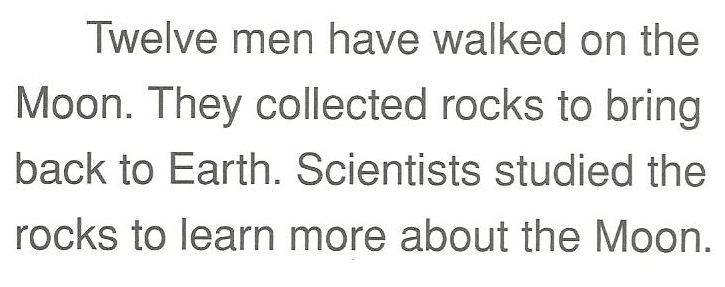 Twelve men have walked on the
Moon. They collected rocks to bring
back to Earth. Scientists studied the
rocks to learn more about the Moon.